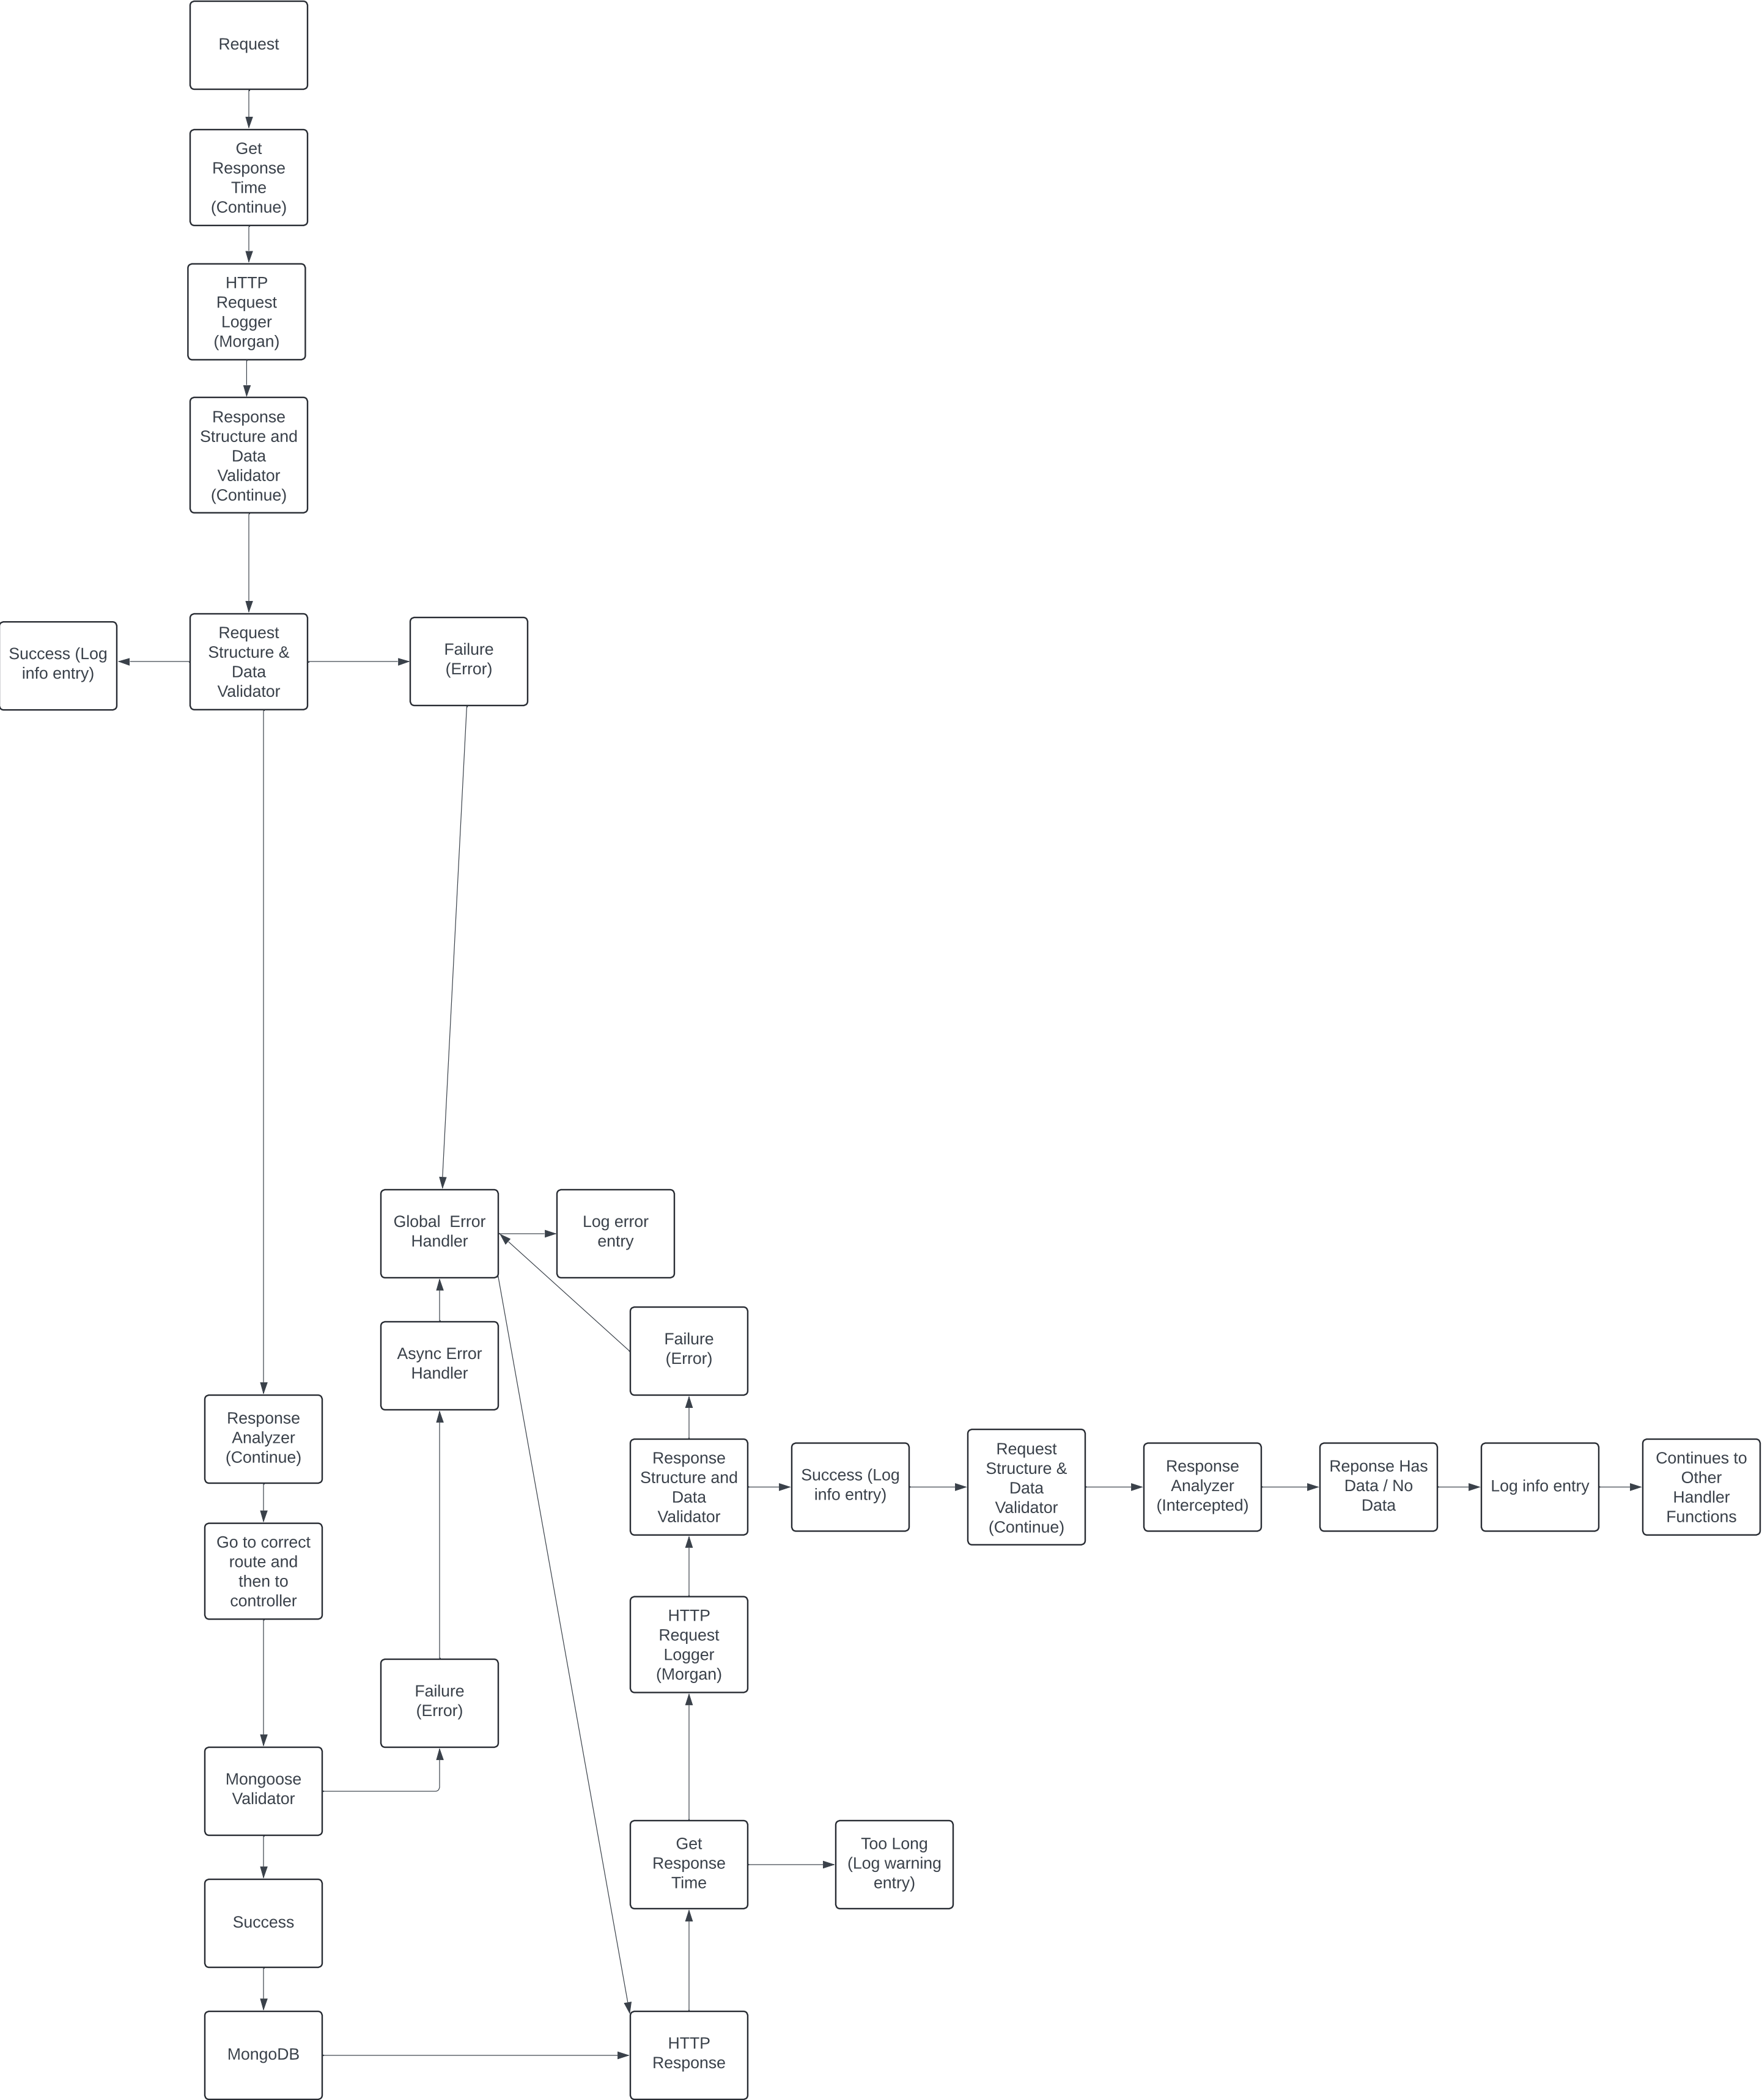 Request
Get
Response
Time
(Continue)
HTTP
Request
Logger
(Morgan)
Response
Structure and
Data
Validator
(Continue)
Success (Log
info entry)
Request
Structure &
Data
Validator
Failure
(Error)
Global  Error
Handler
Log error
entry
Async Error
Handler
Failure
(Error)
Response
Analyzer
(Continue)
Response
Structure and
Data
Validator
Success (Log
info entry)
Request
Structure &
Data
Validator
(Continue)
Response
Analyzer
(Intercepted)
Reponse Has
Data / No
Data
Log info entry
Continues to
Other
Handler
Functions
Go to correct
route and
then to
controller
HTTP
Request
Logger
(Morgan)
Failure
(Error)
Mongoose
Validator
Get
Response
Time
Too Long
(Log warning
entry)
Success
MongoDB
HTTP
Response